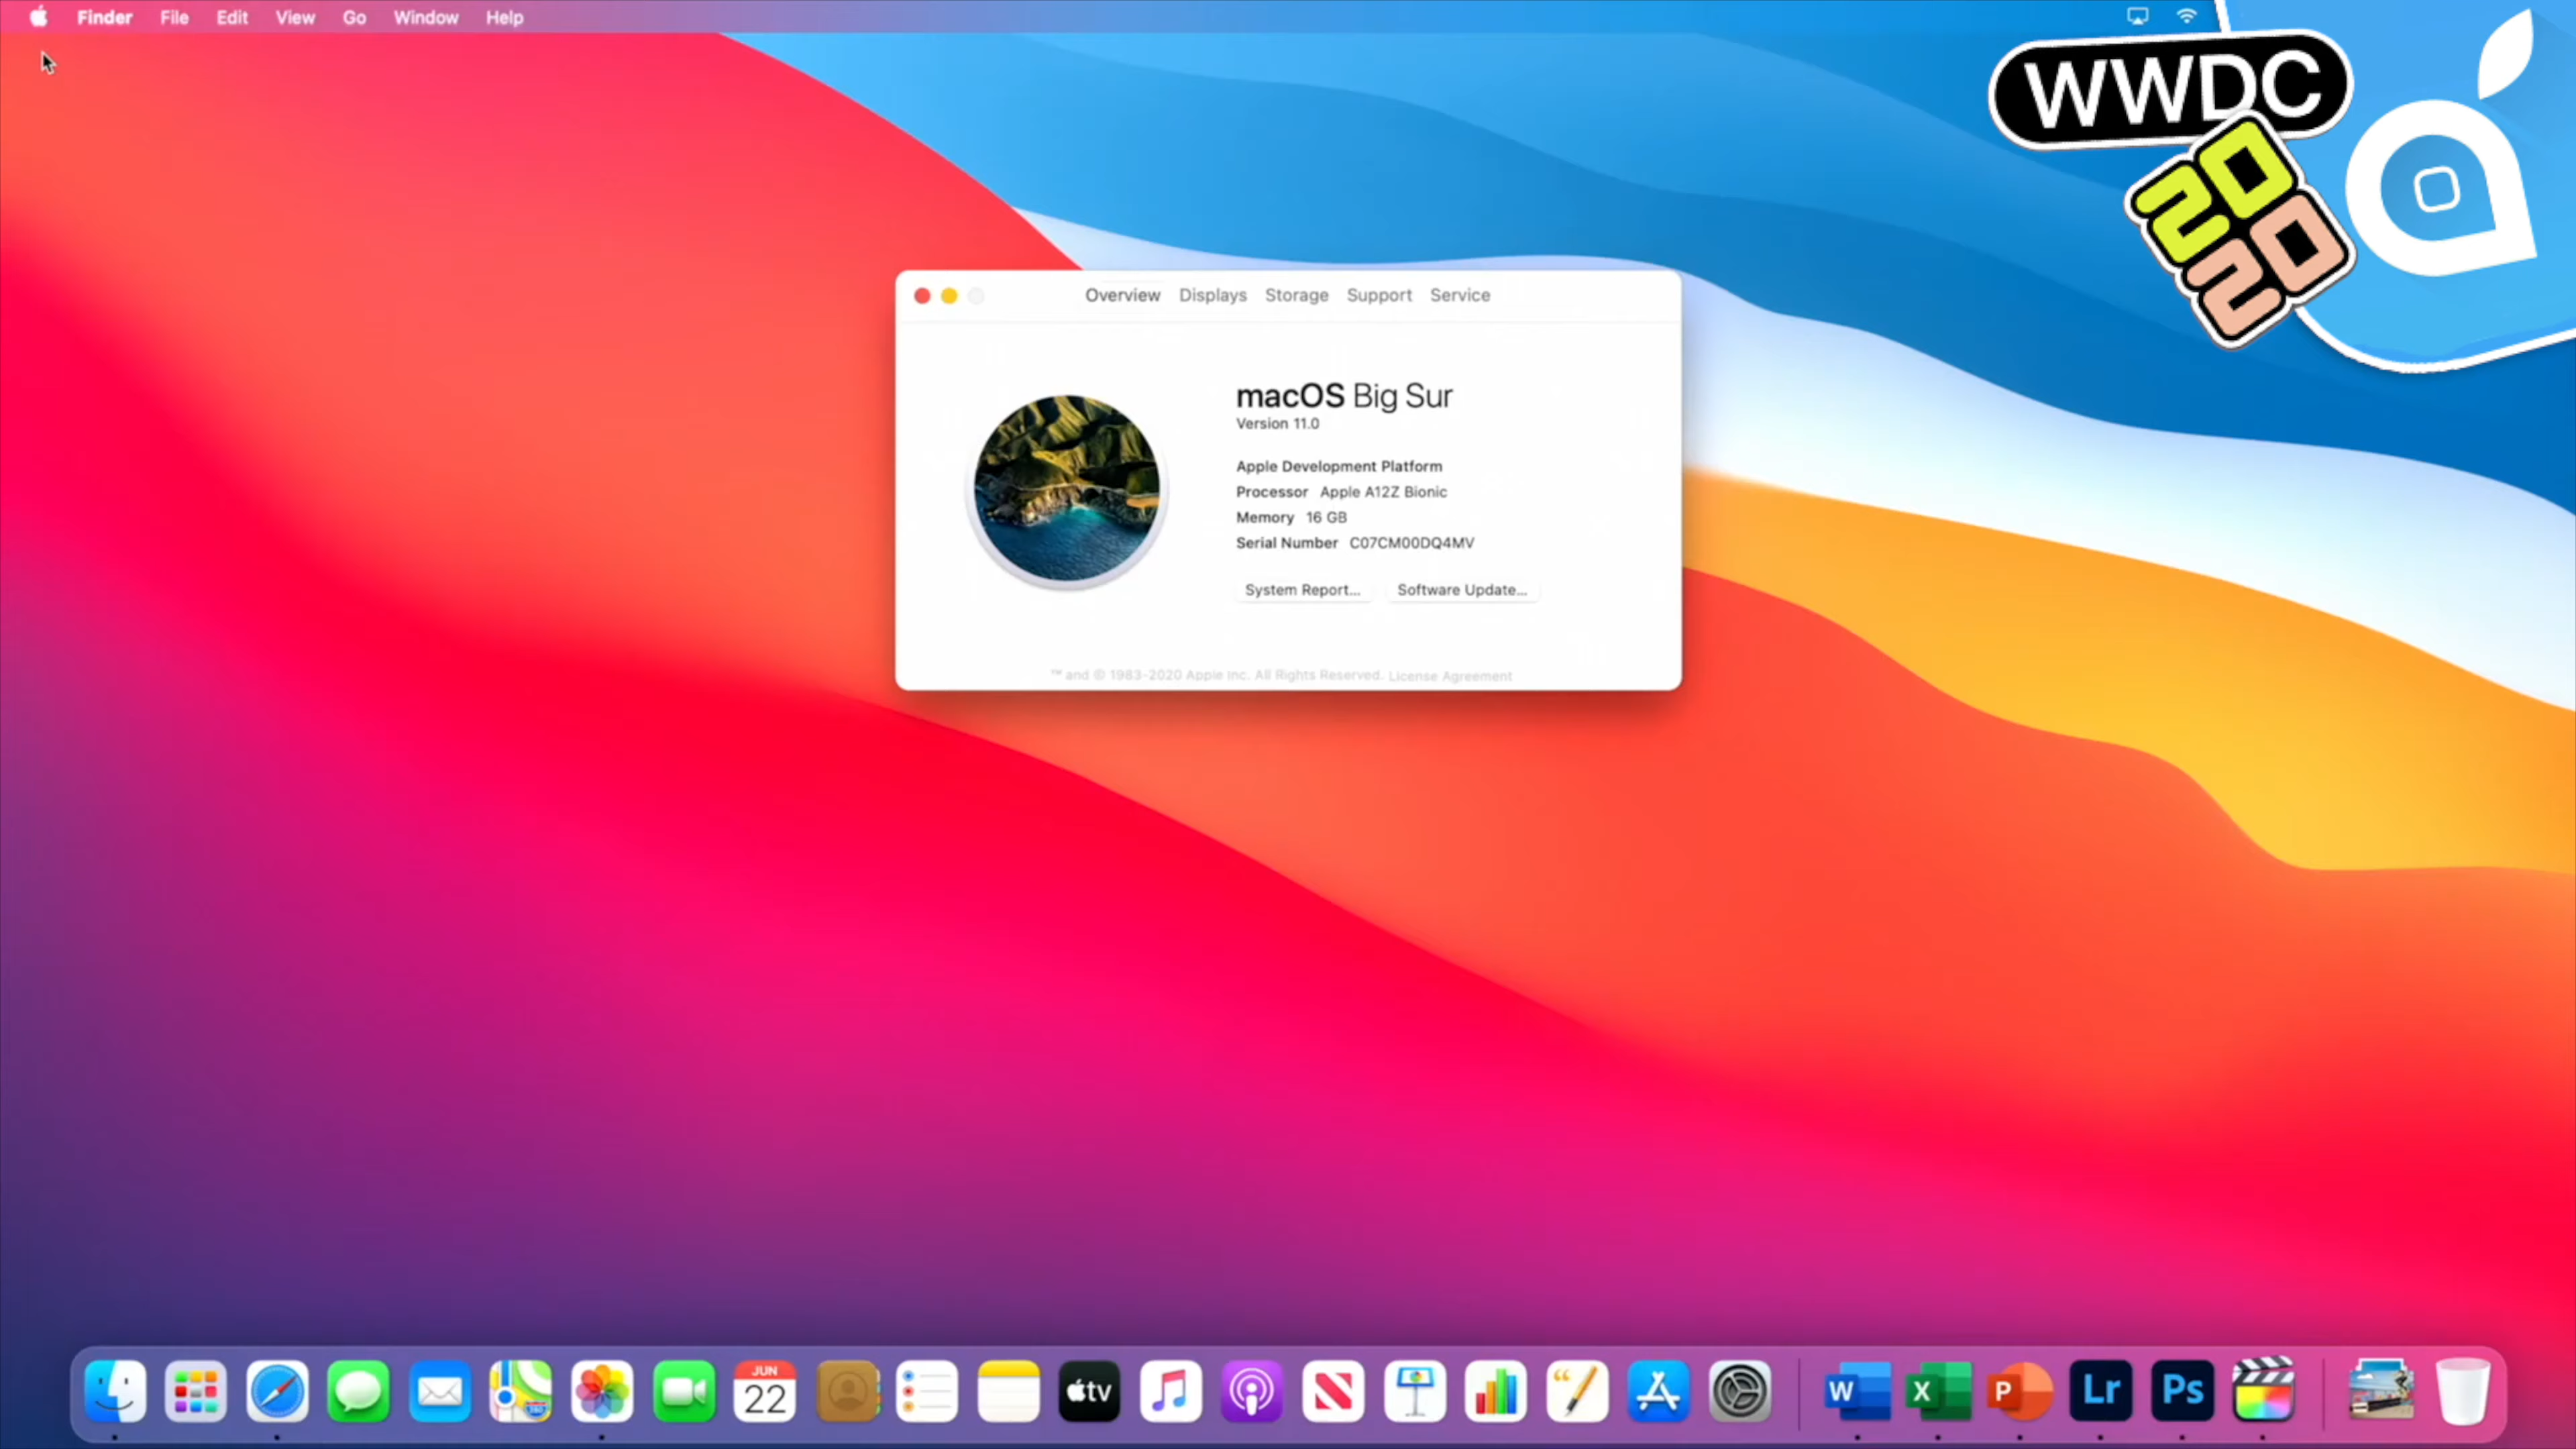 Finder File Edit View Go Window Help
WWDC
20
20
Overview Displays Storage Support Service
macOS Big Sur
Version 11.0
Apple Development Platform
Processor Apple A12Z Bionic
Memory 16 GB
Serial Number C07CM00DQ4MV
System Report... Software Update...
™ and © 1983-2020 Apple Inc. All Rights Reserved. License Agreement
JUN
22
tv
W X P Lr Ps